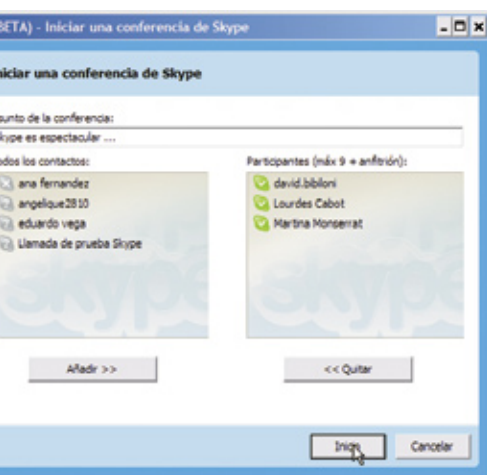 BETA) - Iniciar una conferencia de Skype
niciar una conferencia de Skype
sunto de la conferencia:
kype es espectacular ...
odos los contactos:
Participantes (máx 9 + anfitrión):
ana fernandez
angelique2810
eduardo vega
Llamada de prueba Skype
david.bibiloni
Lourdes Cabot
Martina Monserrat
Añadir >>
<< Quitar
Inicio
Cancelar